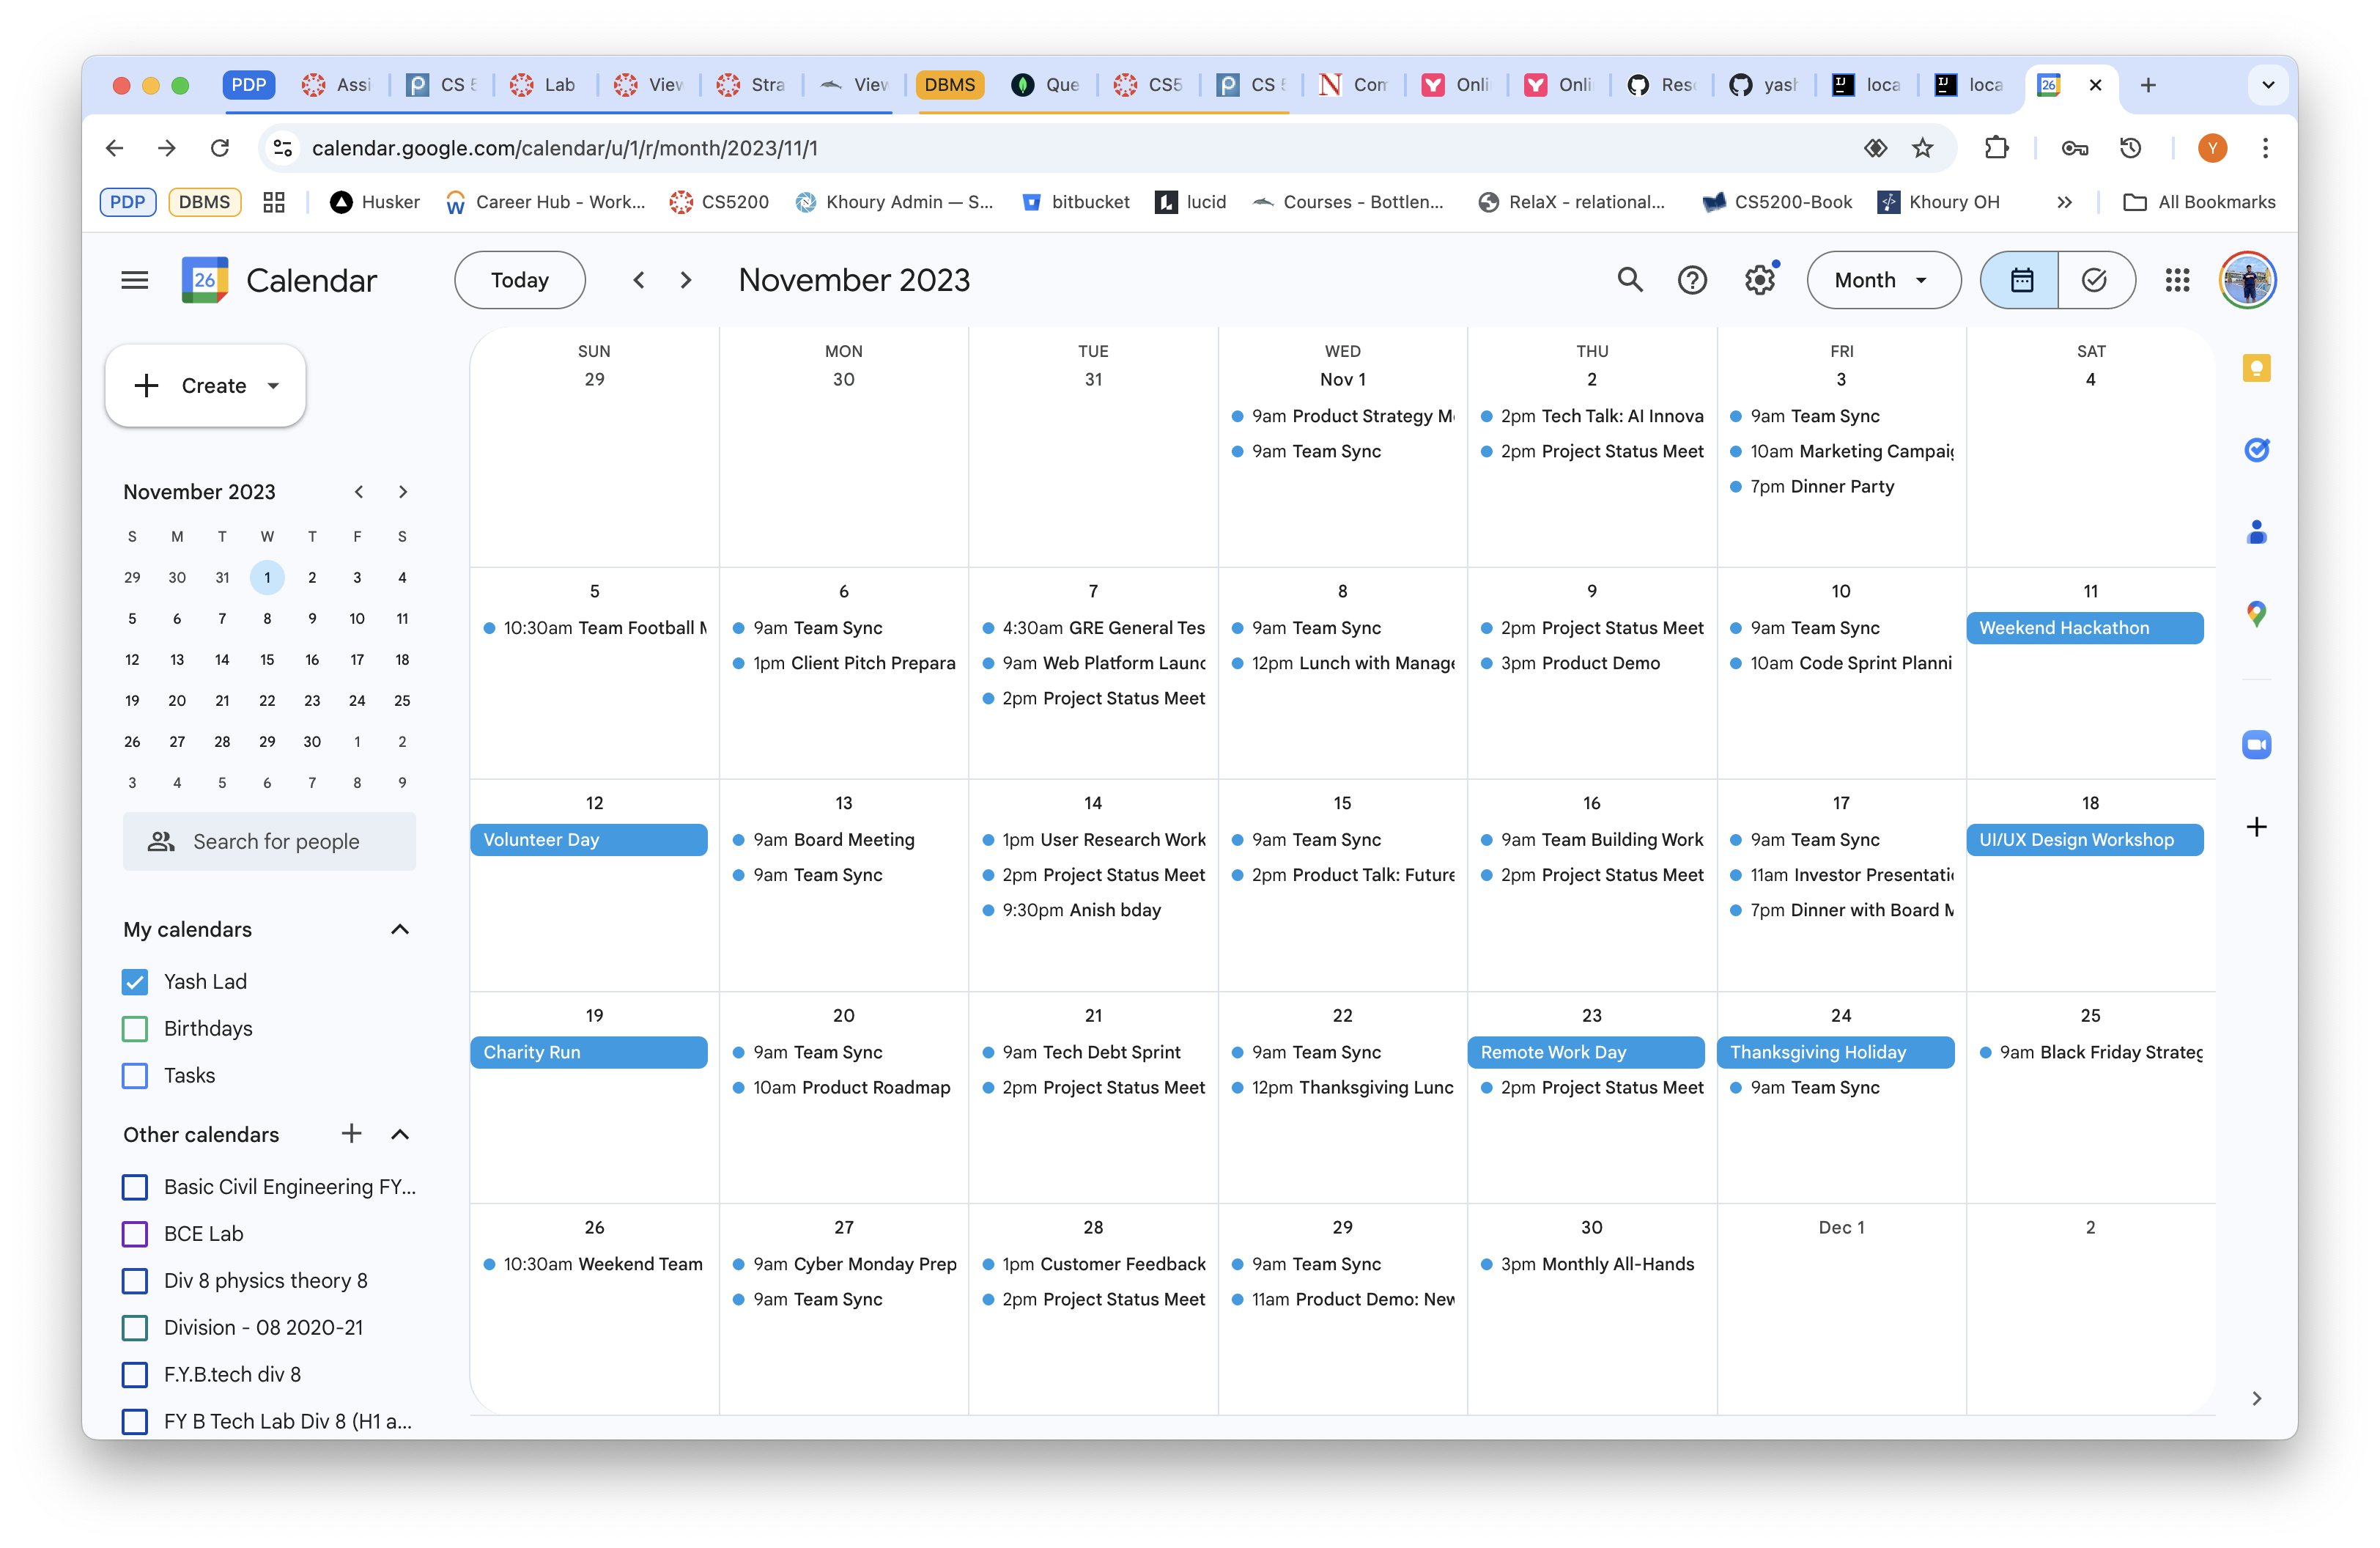 PDP Assi CS 5 Lab View Stra View DBMS Que CS5 CS 5 Con Onli Onli Res yash loca loca 26
calendar.google.com/calendar/u/1/r/month/2023/11/1 Y
PDP DBMS Husker Career Hub - Work... CS5200 Khoury Admin — S... bitbucket lucid Courses - Bottlen... RelaX - relational... CS5200-Book Khoury OH All Bookmarks
26 Calendar Today November 2023 Month
Create
November 2023
S M T W T F S
29 30 31 1 2 3 4
5 6 7 8 9 10 11
12 13 14 15 16 17 18
19 20 21 22 23 24 25
26 27 28 29 30 1 2
3 4 5 6 7 8 9
Search for people
My calendars
Yash Lad
Birthdays
Tasks
Other calendars
Basic Civil Engineering FY...
BCE Lab
Div 8 physics theory 8
Division - 08 2020-21
F.Y.B.tech div 8
FY B Tech Lab Div 8 (H1 a...
SUN MON TUE WED THU FRI SAT
29 30 31 Nov 1 2 3 4
9am Product Strategy M 2pm Tech Talk: AI Innova 9am Team Sync
9am Team Sync 2pm Project Status Meet 10am Marketing Campaig
7pm Dinner Party
5 6 7 8 9 10 11
10:30am Team Football M 9am Team Sync 4:30am GRE General Tes 9am Team Sync 2pm Project Status Meet 9am Team Sync Weekend Hackathon
1pm Client Pitch Prepara 9am Web Platform Launc 12pm Lunch with Manage 3pm Product Demo 10am Code Sprint Planni
2pm Project Status Meet
12 13 14 15 16 17 18
Volunteer Day 9am Board Meeting 1pm User Research Work 9am Team Sync 9am Team Building Work 9am Team Sync UI/UX Design Workshop
9am Team Sync 2pm Project Status Meet 2pm Product Talk: Future 2pm Project Status Meet 11am Investor Presentatio
9:30pm Anish bday 7pm Dinner with Board M
19 20 21 22 23 24 25
Charity Run 9am Team Sync 9am Tech Debt Sprint 9am Team Sync Remote Work Day Thanksgiving Holiday 9am Black Friday Strateg
10am Product Roadmap 2pm Project Status Meet 12pm Thanksgiving Lunc 2pm Project Status Meet 9am Team Sync
26 27 28 29 30 Dec 1 2
10:30am Weekend Team 9am Cyber Monday Prep 1pm Customer Feedback 9am Team Sync 3pm Monthly All-Hands
9am Team Sync 2pm Project Status Meet 11am Product Demo: New